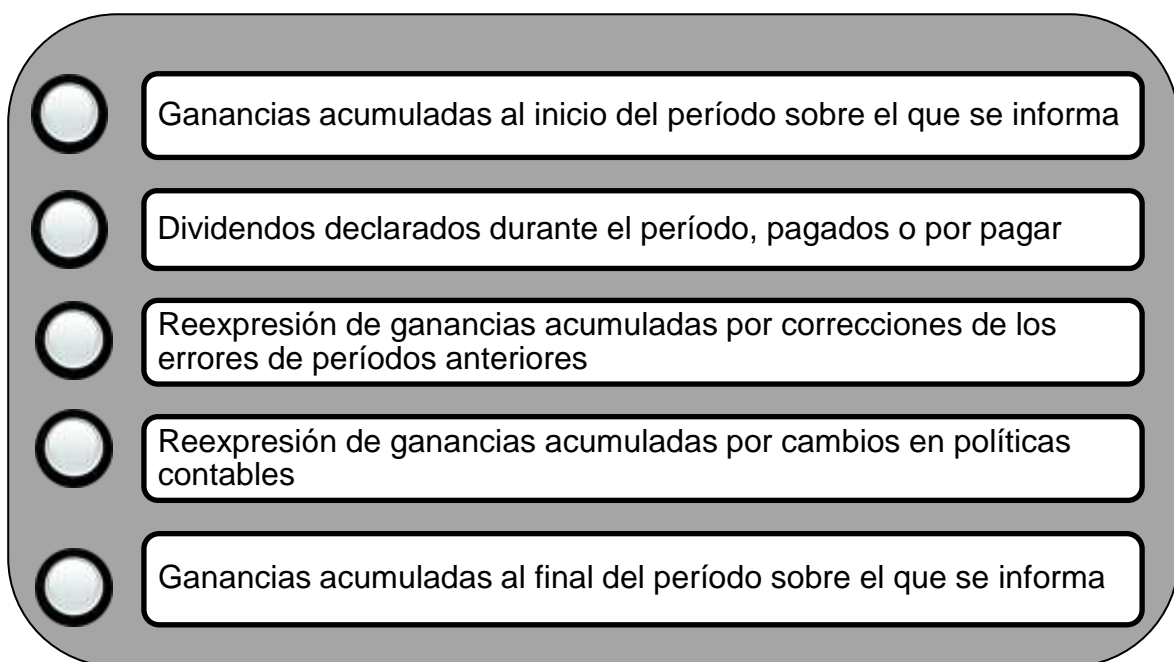 Ganancias acumuladas al inicio del período sobre el que se informa
Dividendos declarados durante el período, pagados o por pagar
Reexpresión de ganancias acumuladas por correcciones de los
errores de períodos anteriores
Reexpresión de ganancias acumuladas por cambios en políticas
contables
Ganancias acumuladas al final del período sobre el que se informa